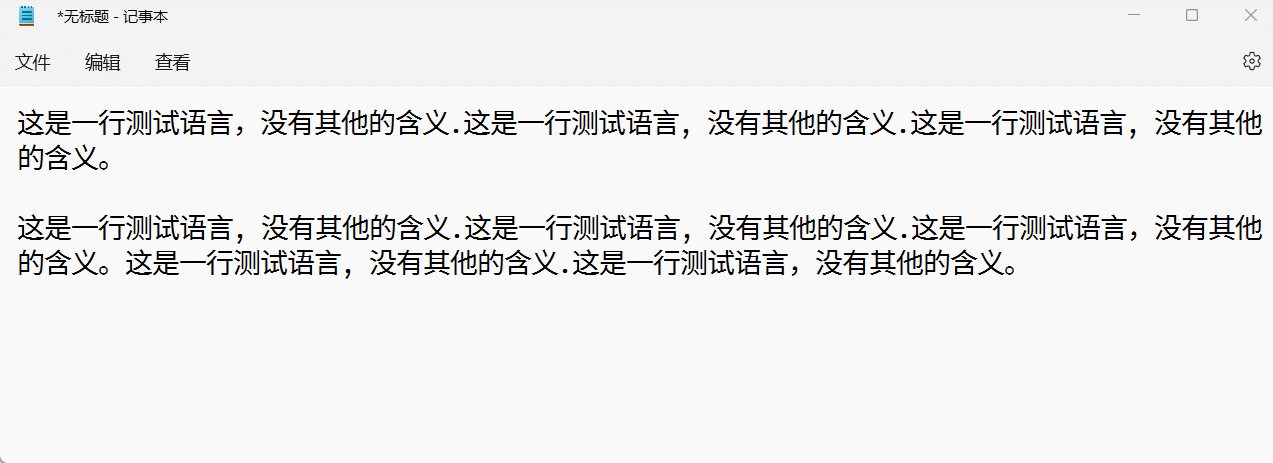 *无标题 - 记事本
文件 编辑 查看
这是一行测试语言，没有其他的含义.这是一行测试语言，没有其他的含义.这是一行测试语言，没有其他
的含义。
这是一行测试语言，没有其他的含义.这是一行测试语言，没有其他的含义.这是一行测试语言，没有其他
的含义。这是一行测试语言，没有其他的含义.这是一行测试语言，没有其他的含义。